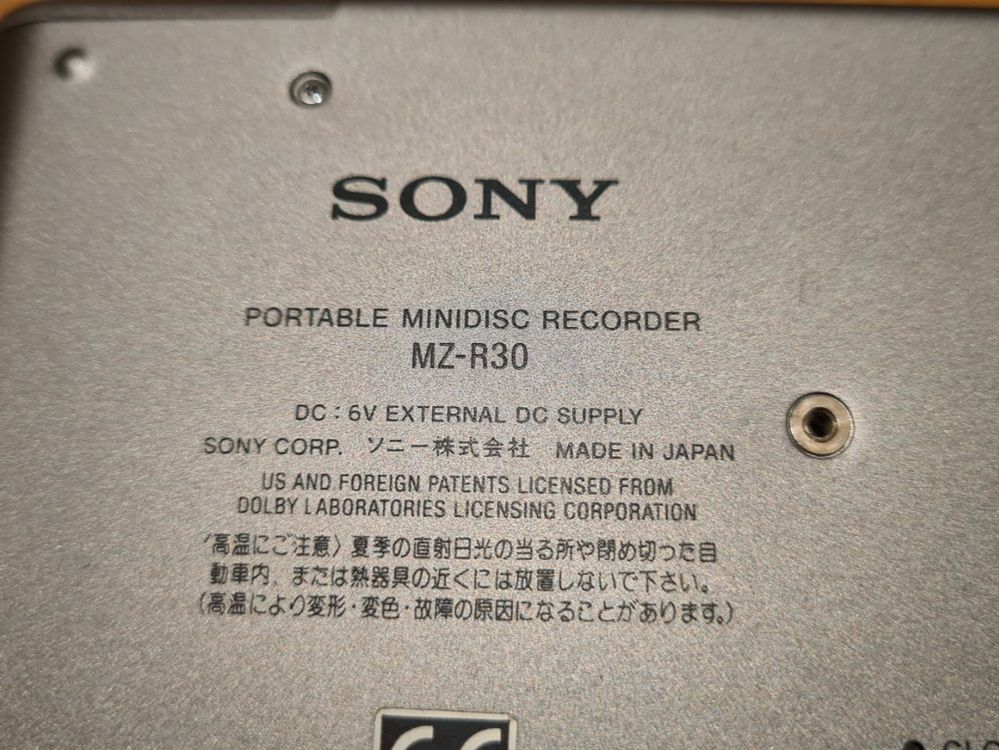 SONY
PORTABLE MINIDISC RECORDER
MZ-R30
DC : 6V EXTERNAL DC SUPPLY
SONY CORP. ソニー株式会社 MADE IN JAPAN
US AND FOREIGN PATENTS LICENSED FROM
DOLBY LABORATORIES LICENSING CORPORATION
〈高温にご注意〉夏季の直射日光の当る所や閉め切った自
動車内、または熱器具の近くには放置しないで下さい。
(高温により変形・変色・故障の原因になることがあります。)